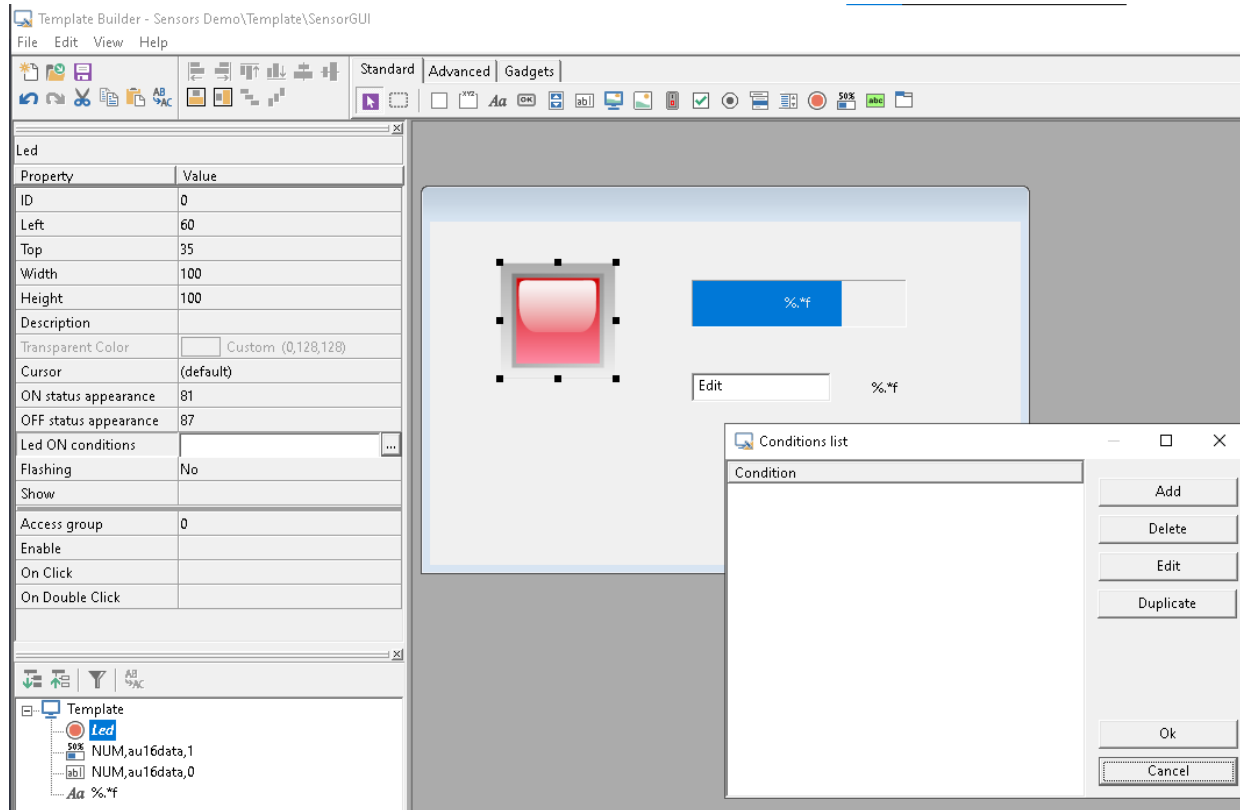 Template Builder - Sensors Demo\Template\SensorGUI
File Edit View Help
Standard Advanced Gadgets
Led
Property Value
ID 0
Left 60
Top 35
Width 100
Height 100
Description
Transparent Color Custom (0,128,128)
Cursor (default)
ON status appearance 81
OFF status appearance 87
Led ON conditions ...
Flashing No
Show
Access group 0
Enable
On Click
On Double Click
%.*f
Edit %.*f
Conditions list
Condition
Add
Delete
Edit
Duplicate
Ok
Cancel
Template
Led
50% NUM,au16data,1
ab| NUM,au16data,0
Aa %.*f